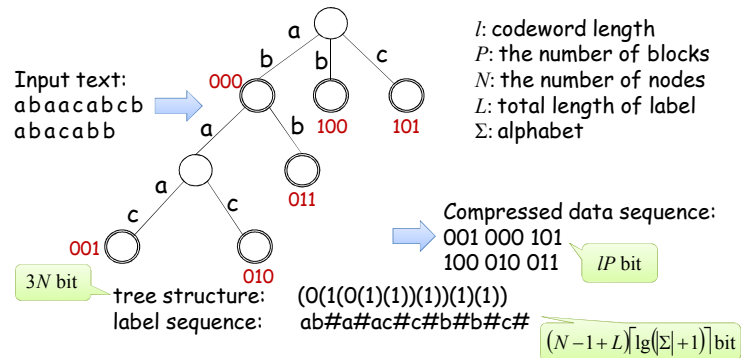 Input text:
abaacabcb
abacabb
a
b
b
c
000
100
101
a
b
011
a
c
c
001
010
l: codeword length
P: the number of blocks
N: the number of nodes
L: total length of label
Σ: alphabet
Compressed data sequence:
001 000 101
100 010 011
lP bit
3N bit
tree structure: (0(1(0(1)(1))(1))(1)(1))
label sequence: ab#a#ac#c#b#b#c#
(N−1+L)⌈lg(|Σ|+1)⌉bit